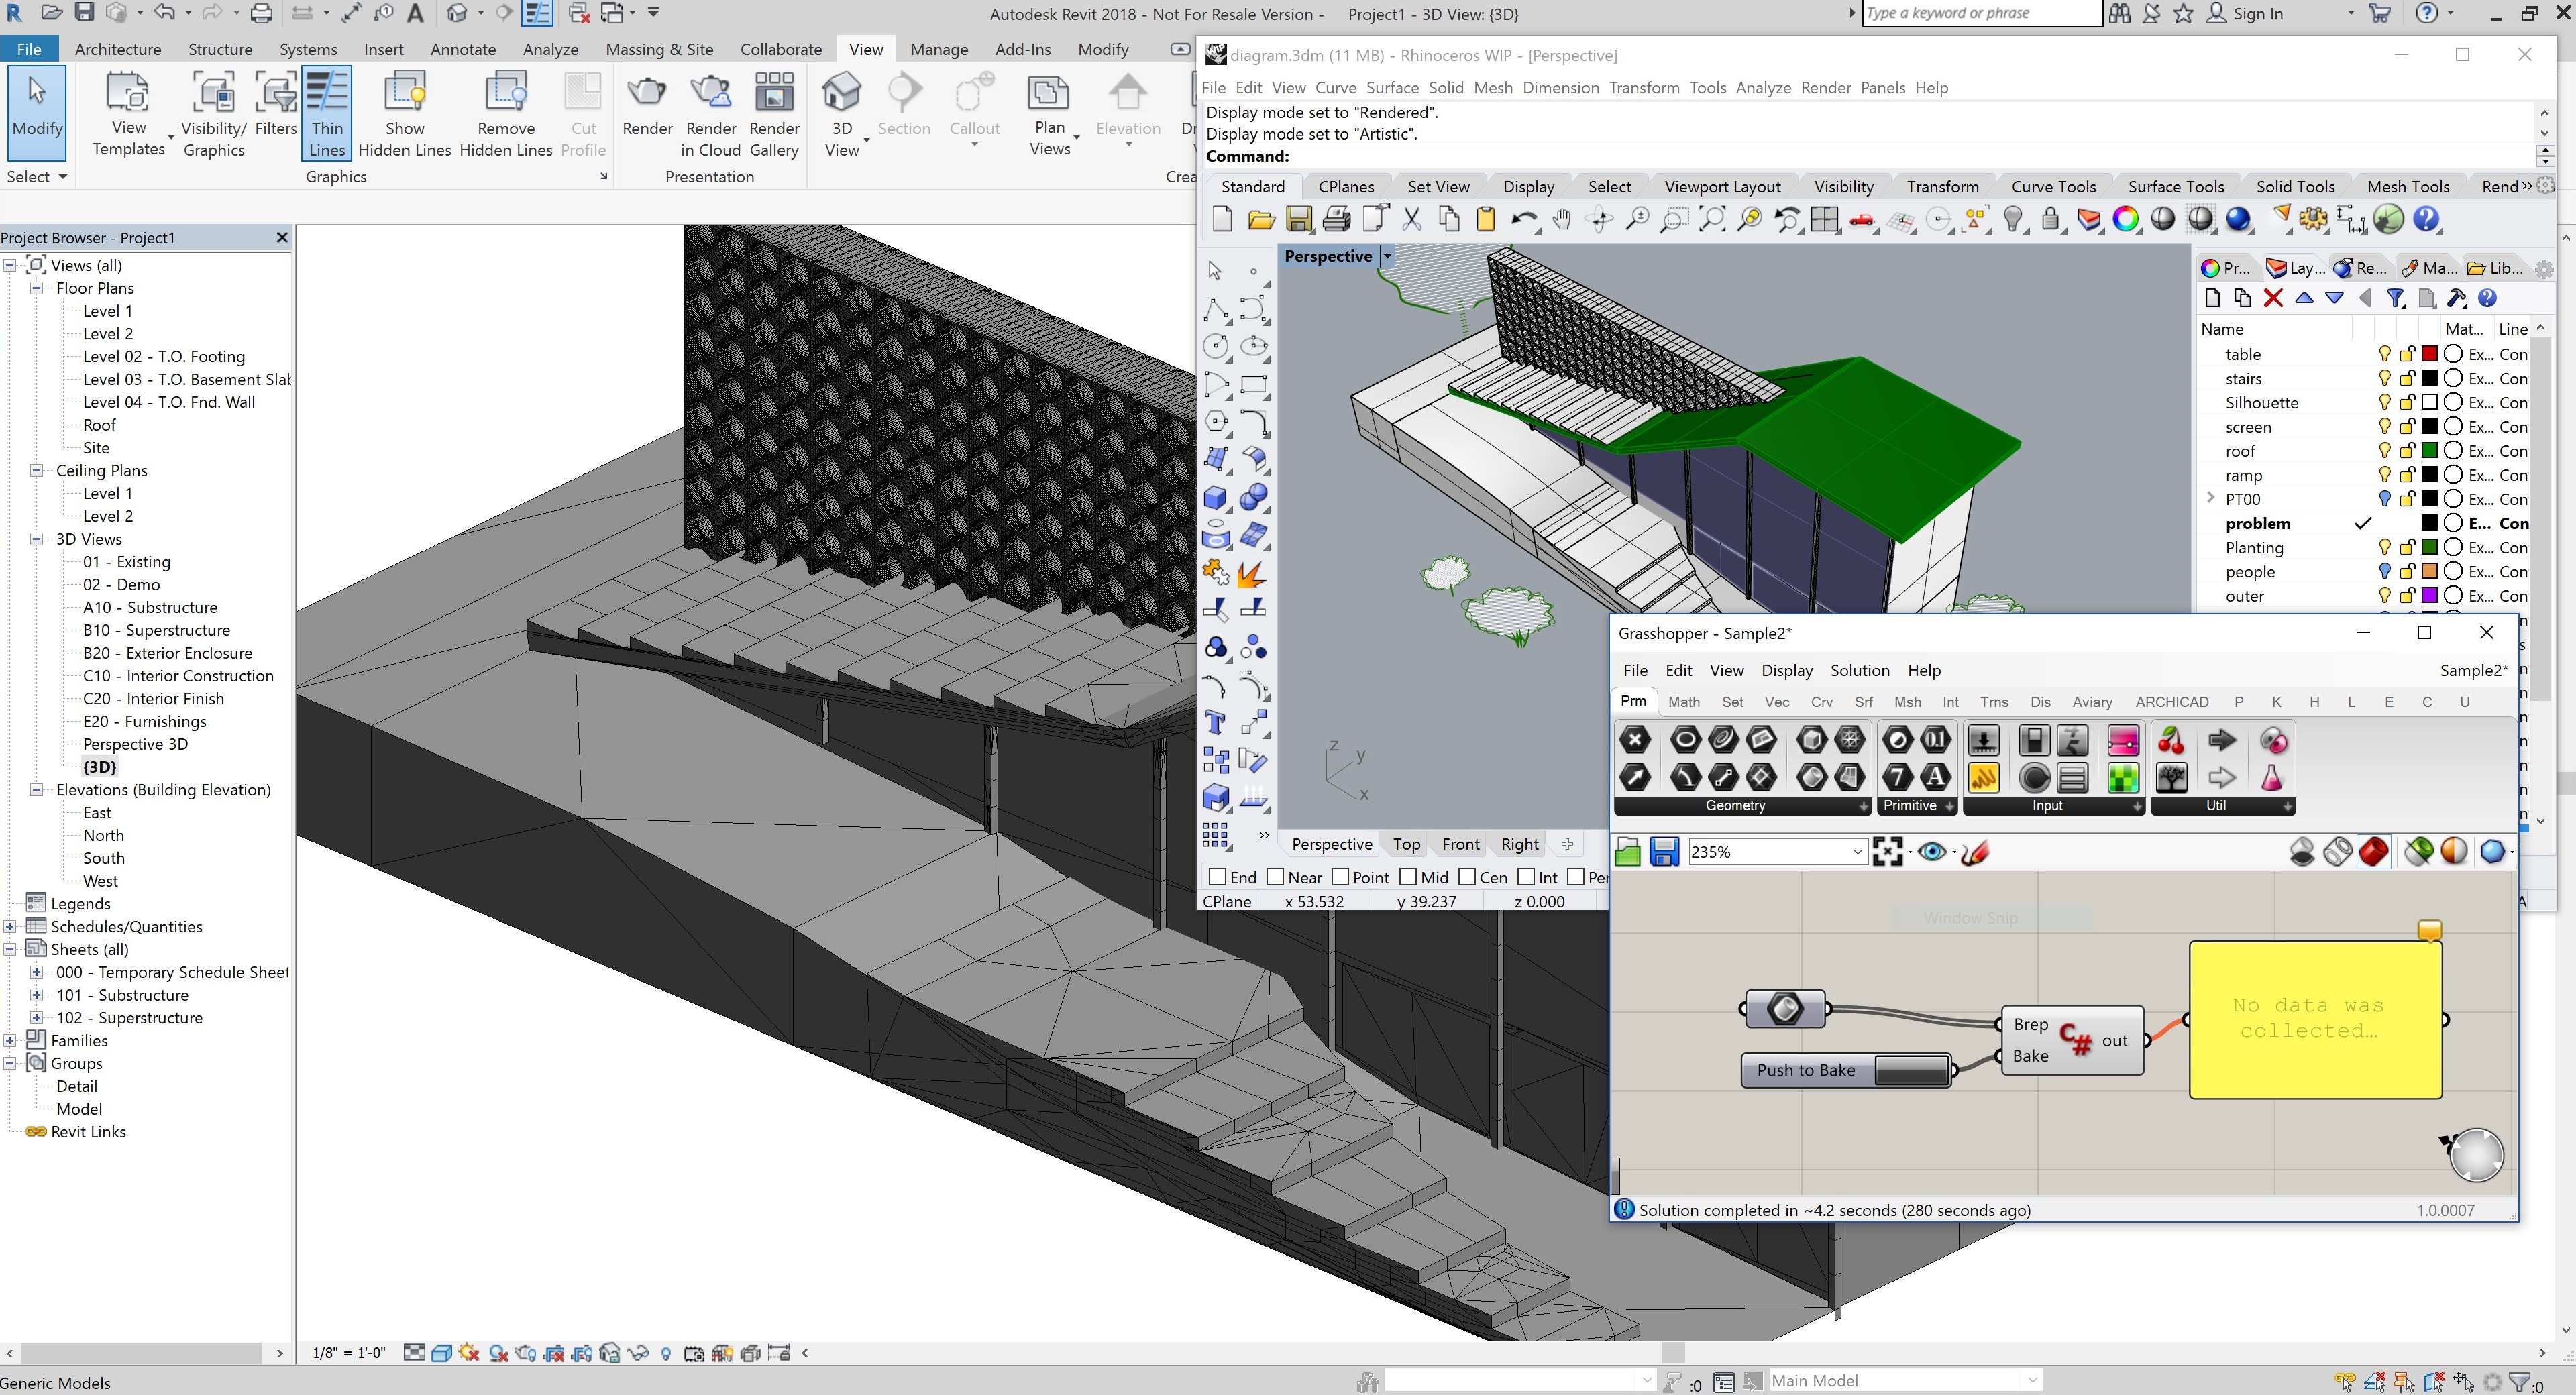 Autodesk Revit 2018 - Not For Resale Version - Project1 - 3D View: {3D}
Type a keyword or phrase
Sign In
File Architecture Structure Systems Insert Annotate Analyze Massing & Site Collaborate View Manage Add-Ins Modify
Modify
View Templates
Visibility/ Graphics
Filters
Thin Lines
Show Hidden Lines
Remove Hidden Lines
Cut Profile
Render
Render in Cloud
Render Gallery
3D View
Section
Callout
Plan Views
Elevation
Select
Graphics
Presentation
Project Browser - Project1
Views (all)
Floor Plans
Level 1
Level 2
Level 02 - T.O. Footing
Level 03 - T.O. Basement Slab
Level 04 - T.O. Fnd. Wall
Roof
Site
Ceiling Plans
Level 1
Level 2
3D Views
01 - Existing
02 - Demo
A10 - Substructure
B10 - Superstructure
B20 - Exterior Enclosure
C10 - Interior Construction
C20 - Interior Finish
E20 - Furnishings
Perspective 3D
{3D}
Elevations (Building Elevation)
East
North
South
West
Legends
Schedules/Quantities
Sheets (all)
000 - Temporary Schedule Sheet
101 - Substructure
102 - Superstructure
Families
Groups
Detail
Model
Revit Links
1/8" = 1'-0"
Generic Models
:0
Main Model
:0
diagram.3dm (11 MB) - Rhinoceros WIP - [Perspective]
File Edit View Curve Surface Solid Mesh Dimension Transform Tools Analyze Render Panels Help
Display mode set to "Rendered".
Display mode set to "Artistic".
Command:
Standard CPlanes Set View Display Select Viewport Layout Visibility Transform Curve Tools Surface Tools Solid Tools Mesh Tools Rend
Perspective
z
y
x
Pr... Lay... Re... Ma... Lib...
Name Mat... Line
table Ex... Con
stairs Ex... Con
Silhouette Ex... Con
screen Ex... Con
roof Ex... Con
ramp Ex... Con
PT00 Ex... Con
problem E... Con
Planting Ex... Con
people Ex... Con
outer Ex... Con
Perspective Top Front Right
End Near Point Mid Cen Int Per
CPlane x 53.532 y 39.237 z 0.000
Grasshopper - Sample2*
File Edit View Display Solution Help Sample2*
Prm Math Set Vec Crv Srf Msh Int Trns Dis Aviary ARCHICAD P K H L E C U
Geometry Primitive Input Util
235%
Window Snip
Brep
Bake
C#
out
Push to Bake
No data was
collected...
Solution completed in ~4.2 seconds (280 seconds ago)
1.0.0007